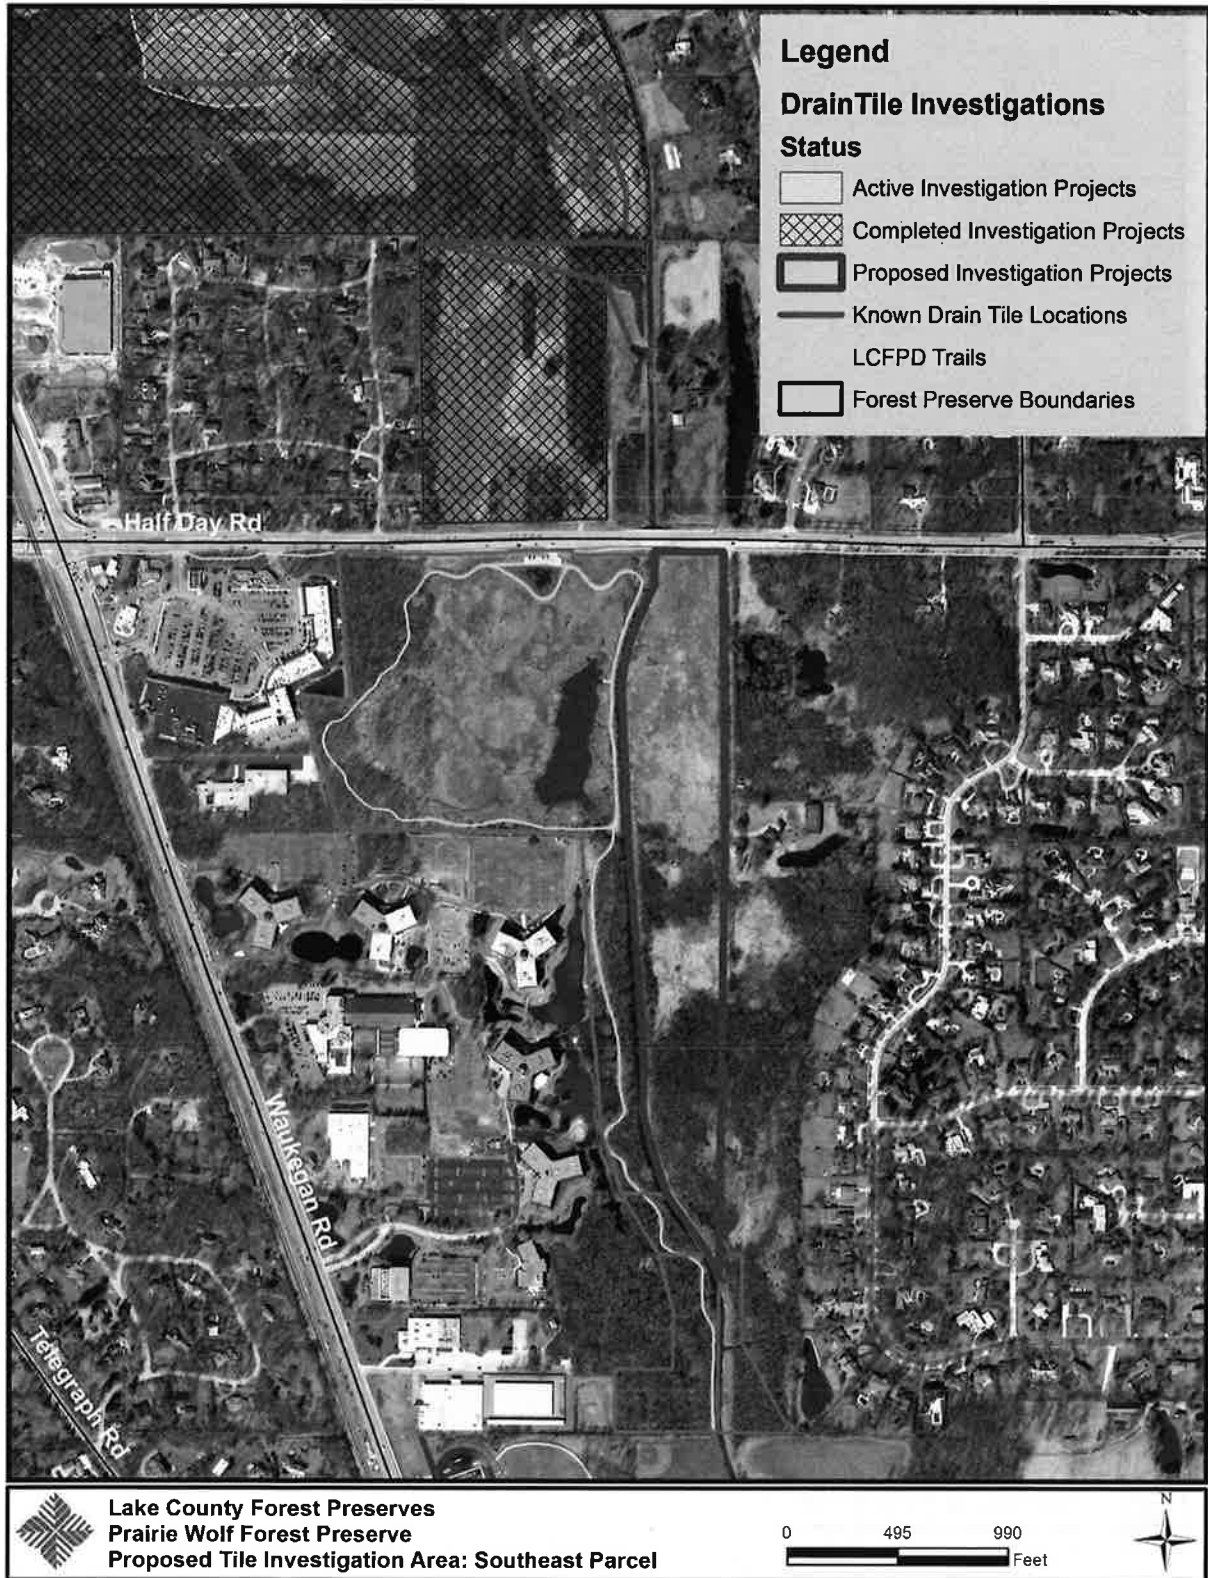 Legend
DrainTile Investigations
Status
Active Investigation Projects
Completed Investigation Projects
Proposed Investigation Projects
Known Drain Tile Locations
LCFPD Trails
Forest Preserve Boundaries
Half Day Rd
Waukegan Rd
Telegraph Rd
Lake County Forest Preserves
Prairie Wolf Forest Preserve
Proposed Tile Investigation Area: Southeast Parcel
0 495 990
Feet
N